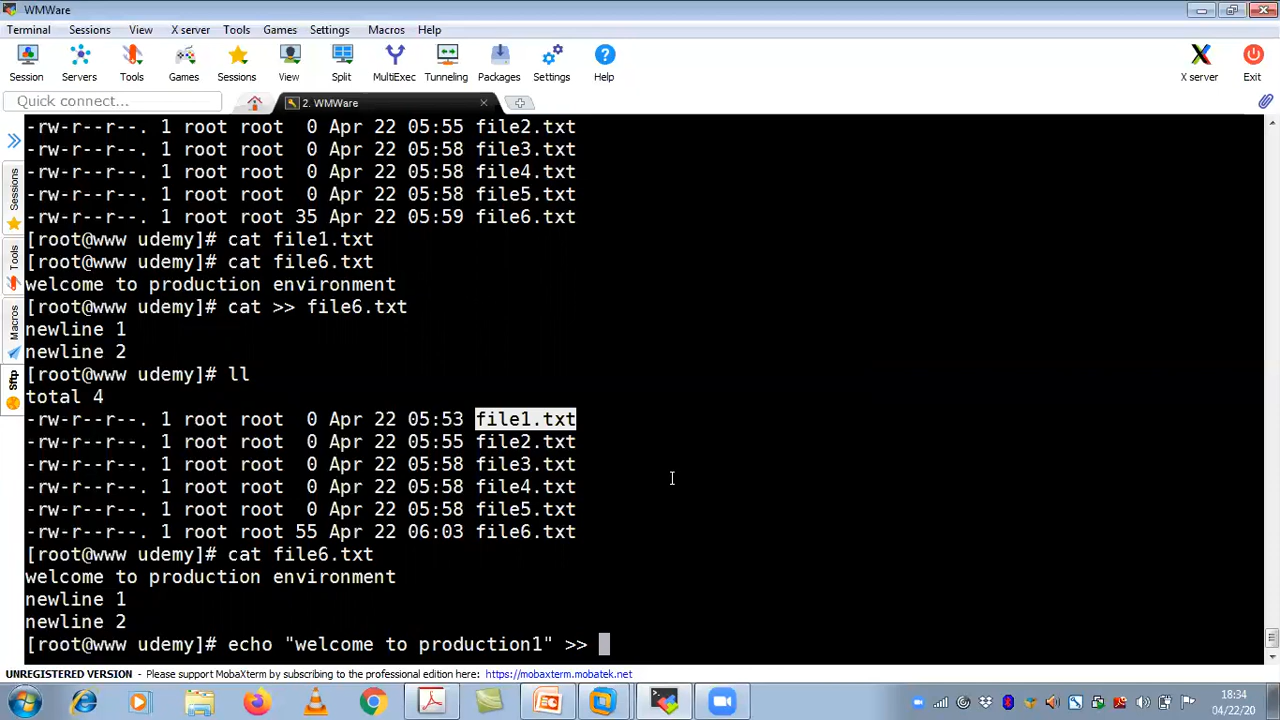 WMWare
Terminal Sessions View X server Tools Games Settings Macros Help
Session Servers Tools Games Sessions View Split MultiExec Tunneling Packages Settings Help X server Exit
Quick connect...
2. WMWare
Sessions
Tools
Macros
Sftp
-rw-r--r--. 1 root root  0 Apr 22 05:55 file2.txt
-rw-r--r--. 1 root root  0 Apr 22 05:58 file3.txt
-rw-r--r--. 1 root root  0 Apr 22 05:58 file4.txt
-rw-r--r--. 1 root root  0 Apr 22 05:58 file5.txt
-rw-r--r--. 1 root root 35 Apr 22 05:59 file6.txt
[root@www udemy]# cat file1.txt
[root@www udemy]# cat file6.txt
welcome to production environment
[root@www udemy]# cat >> file6.txt
newline 1
newline 2
[root@www udemy]# ll
total 4
-rw-r--r--. 1 root root  0 Apr 22 05:53 file1.txt
-rw-r--r--. 1 root root  0 Apr 22 05:55 file2.txt
-rw-r--r--. 1 root root  0 Apr 22 05:58 file3.txt
-rw-r--r--. 1 root root  0 Apr 22 05:58 file4.txt
-rw-r--r--. 1 root root  0 Apr 22 05:58 file5.txt
-rw-r--r--. 1 root root 55 Apr 22 06:03 file6.txt
[root@www udemy]# cat file6.txt
welcome to production environment
newline 1
newline 2
[root@www udemy]# echo "welcome to production1" >>
UNREGISTERED VERSION - Please support MobaXterm by subscribing to the professional edition here: https://mobaxterm.mobatek.net
18:34
04/22/20